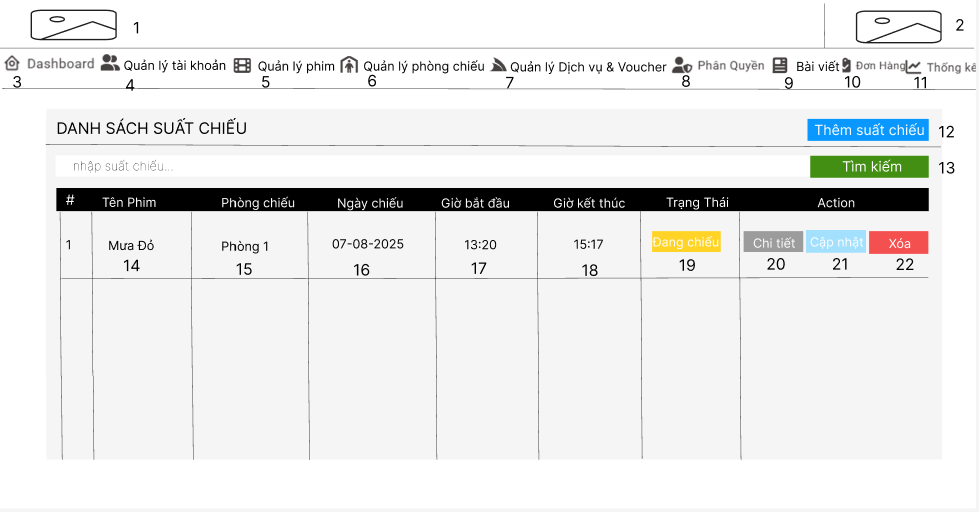 1
2
Dashboard Quản lý tài khoản Quản lý phim Quản lý phòng chiếu Quản lý Dịch vụ & Voucher Phân Quyền Bài viết Đơn Hàng Thống kê
3 4 5 6 7 8 9 10 11
DANH SÁCH SUẤT CHIẾU Thêm suất chiếu 12
nhập suất chiếu... Tìm kiếm 13
# Tên Phim Phòng chiếu Ngày chiếu Giờ bắt đầu Giờ kết thúc Trạng Thái Action
1 Mưa Đỏ Phòng 1 07-08-2025 13:20 15:17 Đang chiếu Chi tiết Cập nhật Xóa
14 15 16 17 18 19 20 21 22